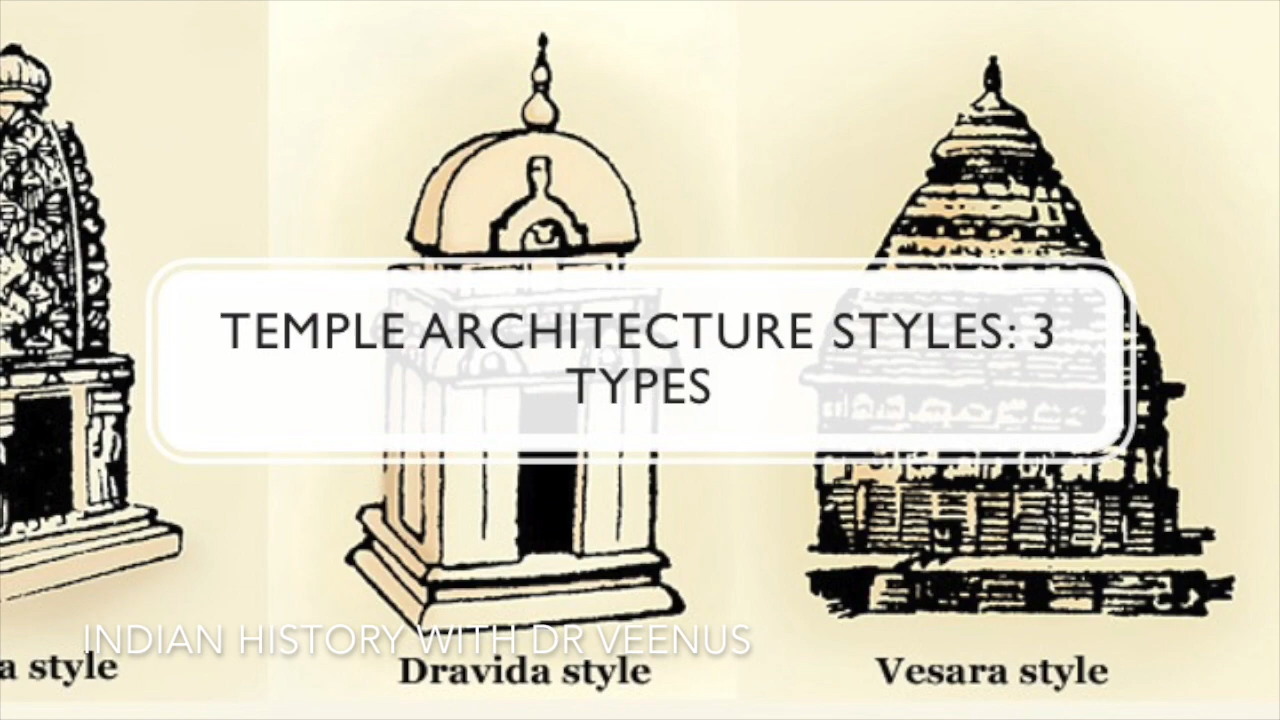 TEMPLE ARCHITECTURE STYLES: 3
TYPES
INDIAN HISTORY WITH DR VEENUS
a style
Dravida style
Vesara style